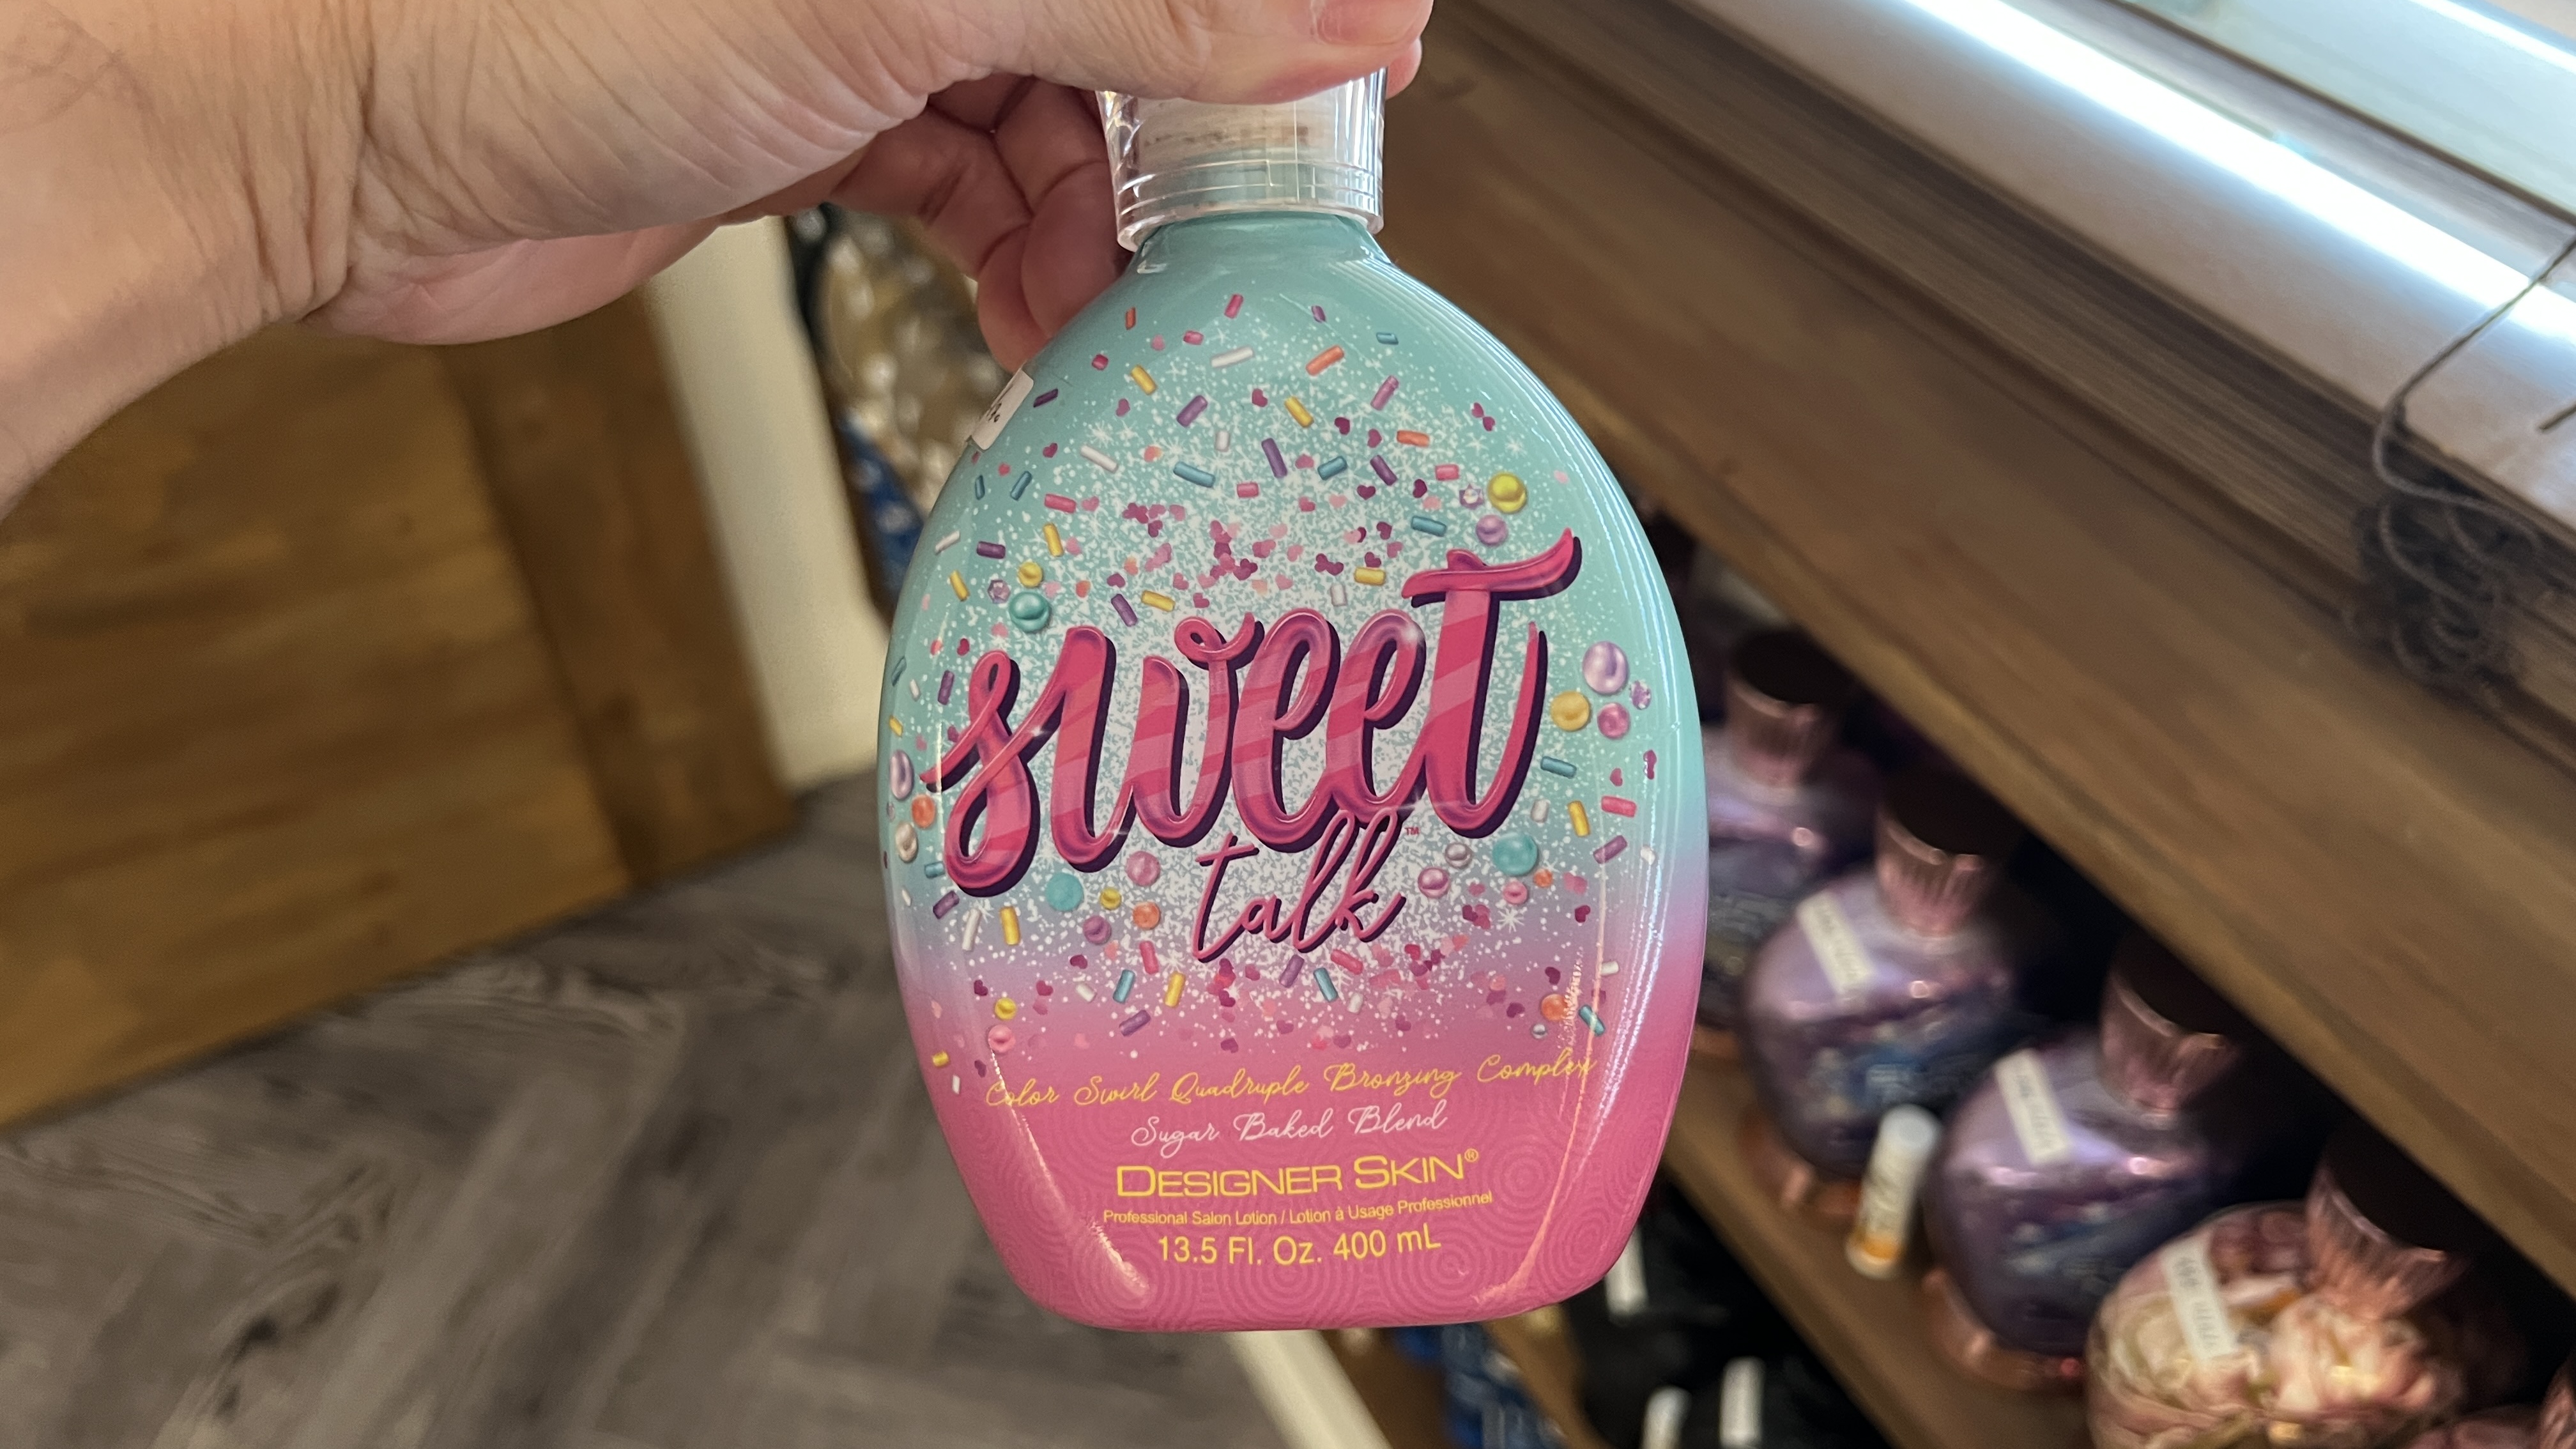 sweet
talk™
Color Swirl Quadruple Bronzing Complex
Sugar Baked Blend
DESIGNER SKIN®
Professional Salon Lotion / Lotion à Usage Professionnel
13.5 Fl. Oz. 400 mL